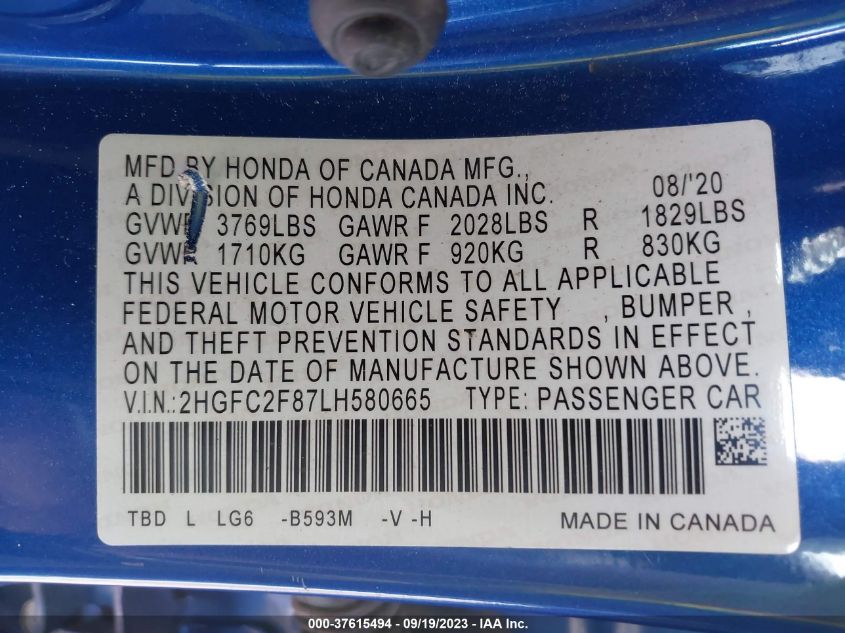 MFD BY HONDA OF CANADA MFG.,
A DIVISION OF HONDA CANADA INC. 08/'20
GVWR 3769LBS GAWR F 2028LBS R 1829LBS
GVWR 1710KG GAWR F 920KG R 830KG
THIS VEHICLE CONFORMS TO ALL APPLICABLE
FEDERAL MOTOR VEHICLE SAFETY , BUMPER ,
AND THEFT PREVENTION STANDARDS IN EFFECT
ON THE DATE OF MANUFACTURE SHOWN ABOVE.
V.I.N.:2HGFC2F87LH580665 TYPE: PASSENGER CAR
TBD L LG6 -B593M -V -H MADE IN CANADA
000-37615494 - 09/19/2023 - IAAI Inc.